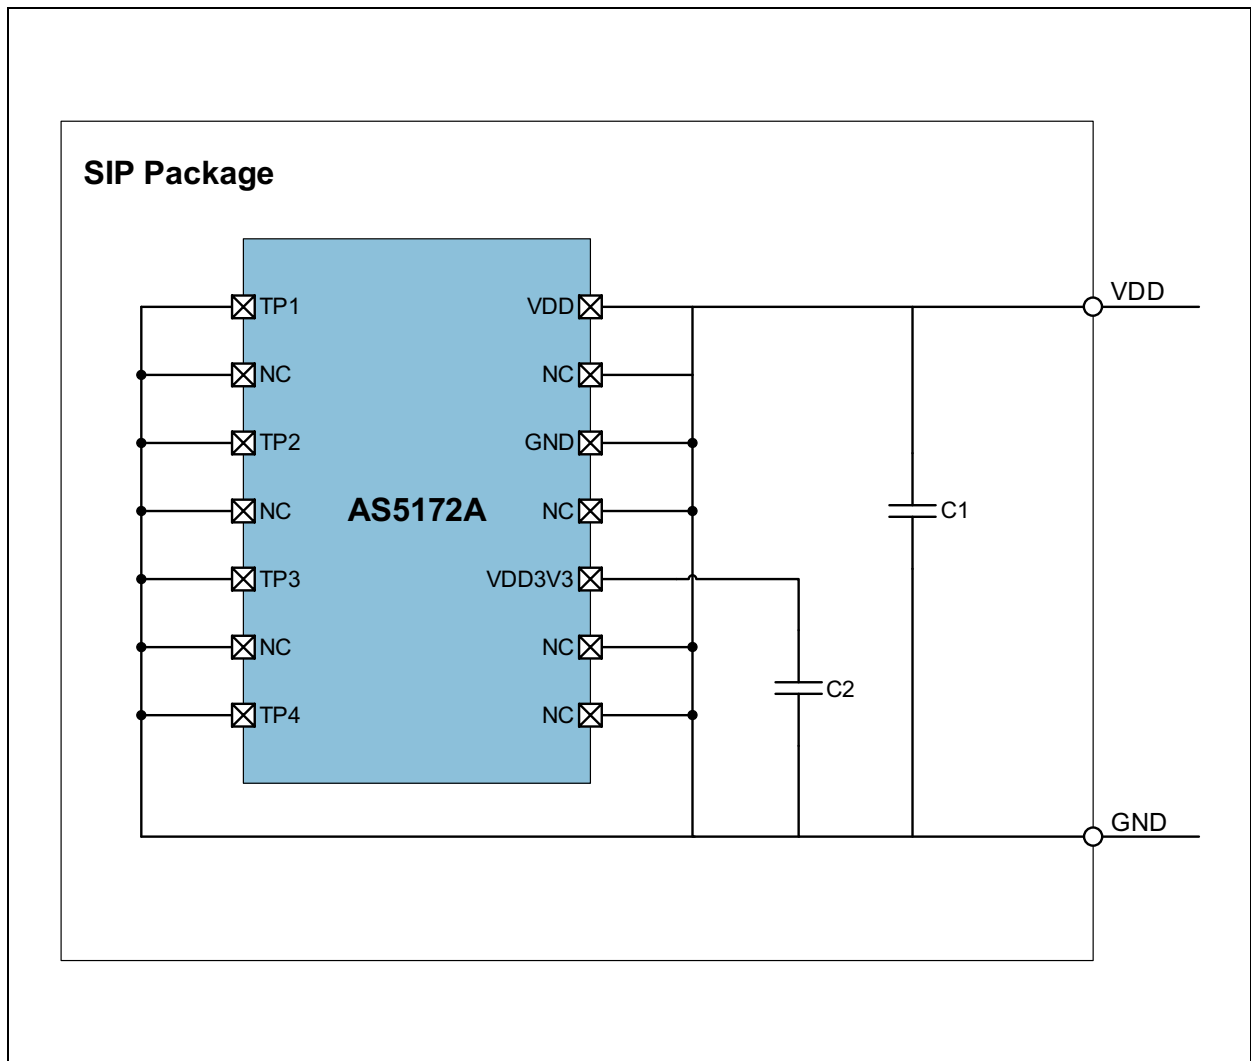 SIP Package
TP1
NC
TP2
NC
TP3
NC
TP4
AS5172A
VDD
NC
GND
NC
VDD3V3
NC
NC
C2
C1
VDD
GND